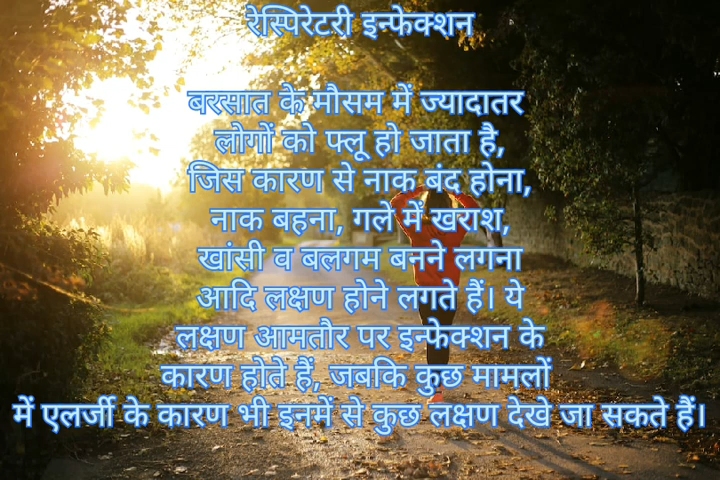 रेस्पिरेटरी इन्फेक्शन
बरसात के मौसम में ज्यादातर
लोगों को फ्लू हो जाता है,
जिस कारण से नाक बंद होना,
नाक बहना, गले में खराश,
खांसी व बलगम बनने लगना
आदि लक्षण होने लगते हैं। ये
लक्षण आमतौर पर इन्फेक्शन के
कारण होते हैं, जबकि कुछ मामलों
में एलर्जी के कारण भी इनमें से कुछ लक्षण देखे जा सकते हैं।